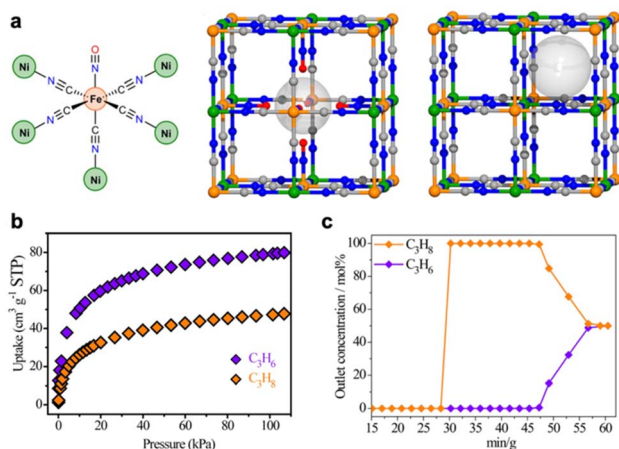 a
O
N
Ni
Ni
N
N
C
C
Fe
C
C
N
N
C
Ni
Ni
N
Ni
b
Uptake (cm³ g⁻¹ STP)
80
60
40
20
0
C₃H₆
C₃H₈
0 20 40 60 80 100
Pressure (kPa)
c
Outlet concentration / mol%
100
80
60
40
20
0
C₃H₈
C₃H₆
15 20 25 30 35 40 45 50 55 60
min/g